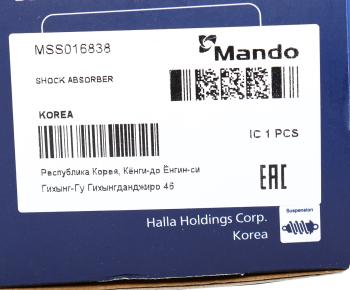 MSS016838
Mando
SHOCK ABSORBER
KOREA
IC 1 PCS
Республика Корея, Кёнги-до Ёнгин-си
Гихынг-Гу Гихынгданджиро 46
EAC
Halla Holdings Corp.
Korea
Suspension